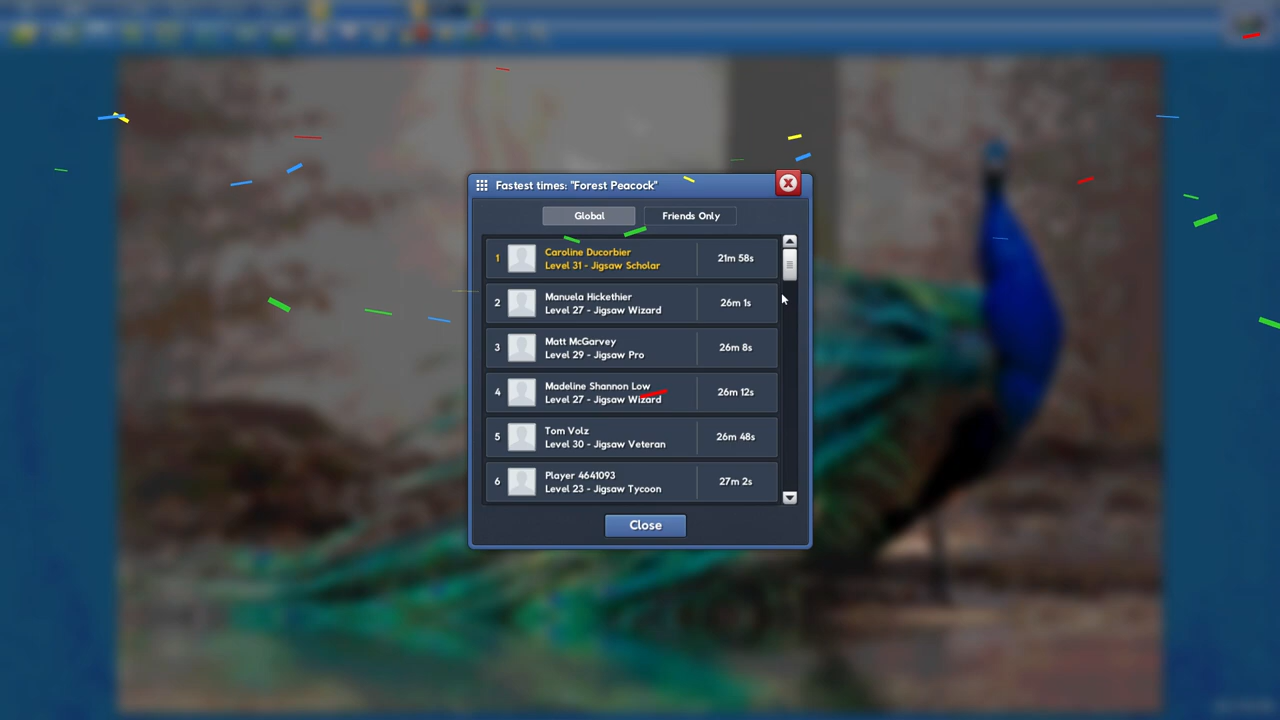 Fastest times: "Forest Peacock"
Global
Friends Only
1
Caroline Ducorbier
Level 31 - Jigsaw Scholar
21m 58s
2
Manuela Hickethier
Level 27 - Jigsaw Wizard
26m 1s
3
Matt McGarvey
Level 29 - Jigsaw Pro
26m 8s
4
Madeline Shannon Low
Level 27 - Jigsaw Wizard
26m 12s
5
Tom Volz
Level 30 - Jigsaw Veteran
26m 48s
6
Player 4641093
Level 23 - Jigsaw Tycoon
27m 2s
Close